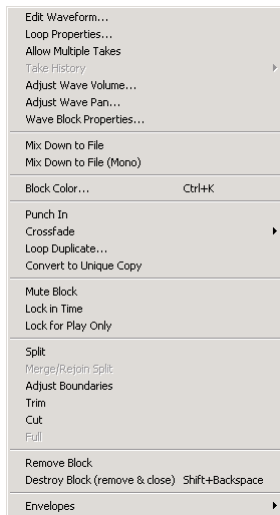 Edit Waveform...
Loop Properties...
Allow Multiple Takes
Take History
Adjust Wave Volume...
Adjust Wave Pan...
Wave Block Properties...
Mix Down to File
Mix Down to File (Mono)
Block Color... Ctrl+K
Punch In
Crossfade
Loop Duplicate...
Convert to Unique Copy
Mute Block
Lock in Time
Lock for Play Only
Split
Merge/Rejoin Split
Adjust Boundaries
Trim
Cut
Full
Remove Block
Destroy Block (remove & close) Shift+Backspace
Envelopes